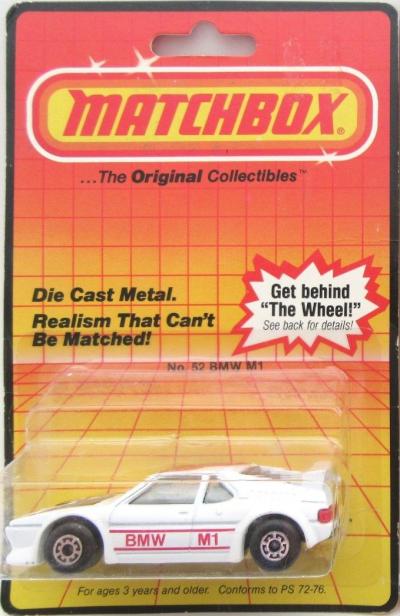 MATCHBOX®
...The Original Collectibles™
Die Cast Metal.
Realism That Can't
Be Matched!
Get behind
"The Wheel!"
See back for details!
No. 52 BMW M1
BMW M1
For ages 3 years and older. Conforms to PS 72-76.